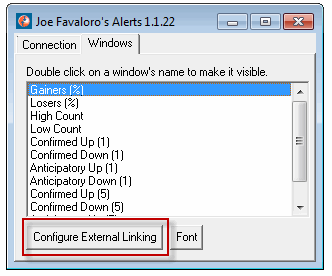 Joe Favaloro's Alerts 1.1.22
Connection Windows
Double click on a window's name to make it visible.
Gainers (%)
Losers (%)
High Count
Low Count
Confirmed Up (1)
Confirmed Down (1)
Anticipatory Up (1)
Anticipatory Down (1)
Confirmed Up (5)
Confirmed Down (5)
Configure External Linking Font